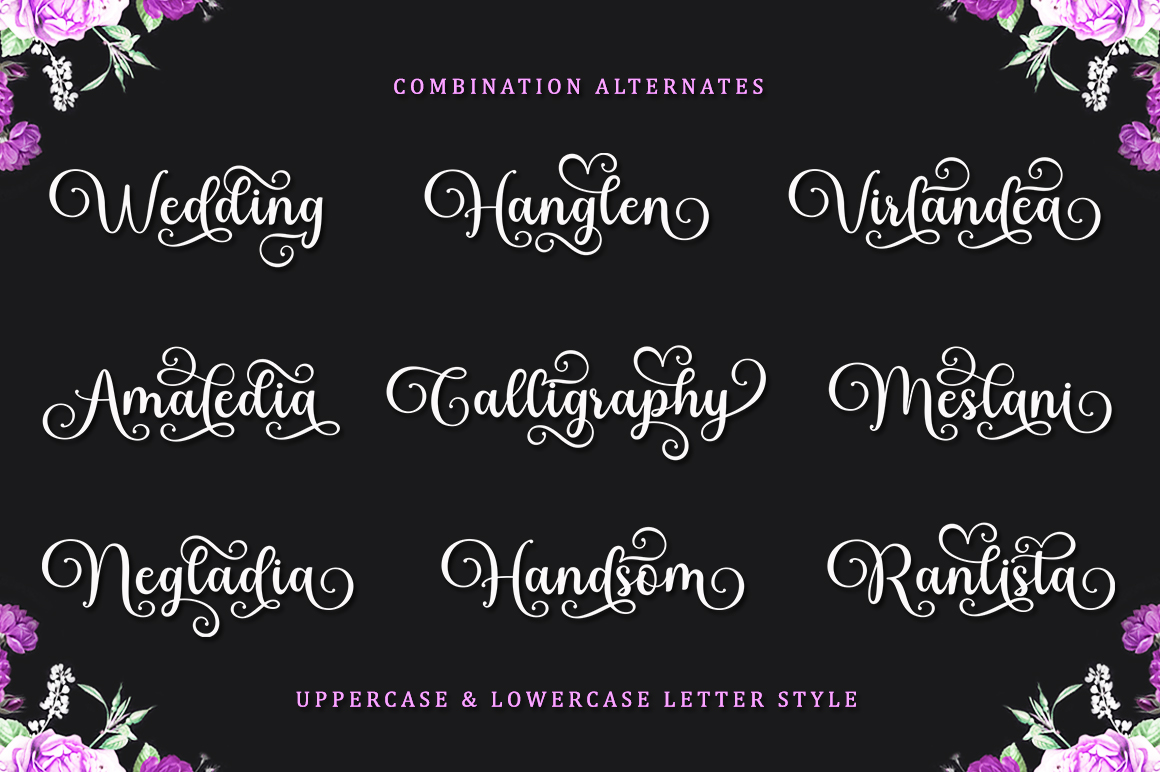 COMBINATION ALTERNATES
Wedding Hanglen Virlandea
Amaledia Calligraphy Meslani
Negladia Handsom Ranlista
UPPERCASE & LOWERCASE LETTER STYLE